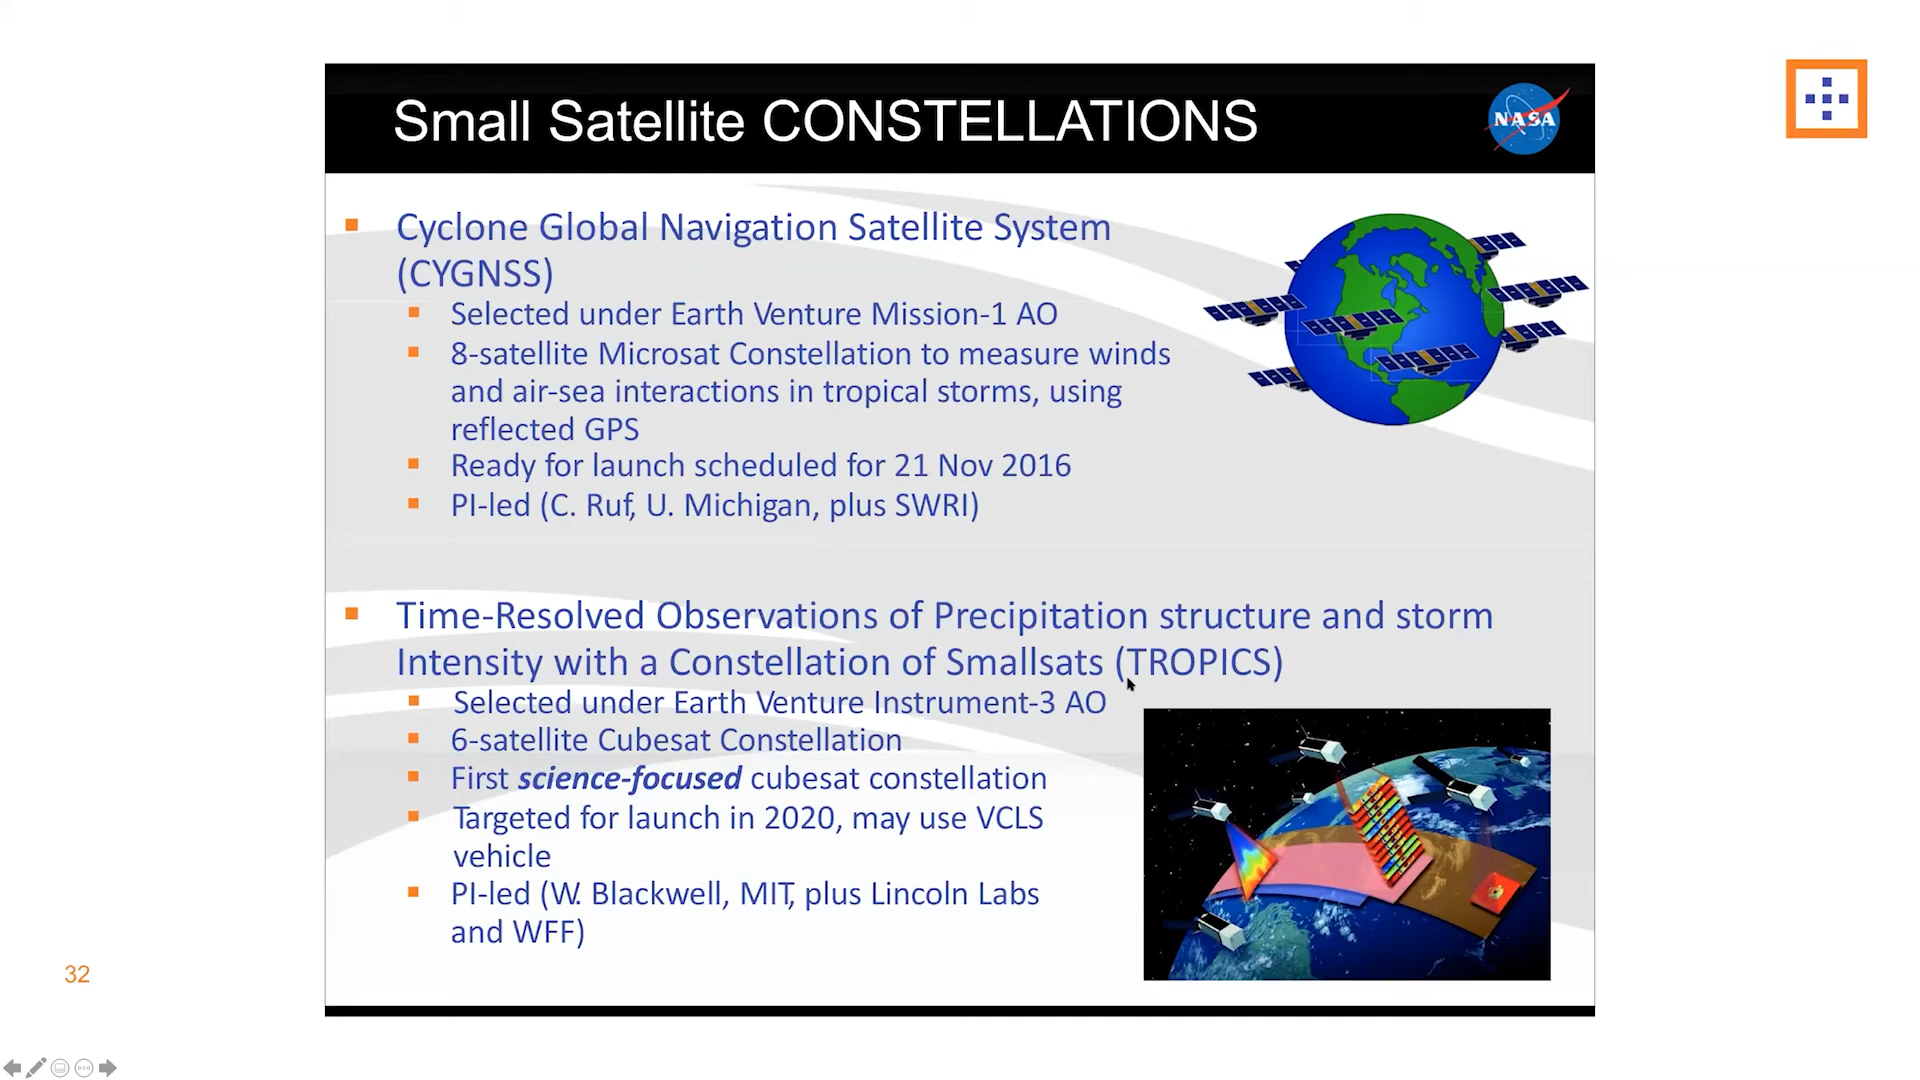 Small Satellite CONSTELLATIONS
NASA
Cyclone Global Navigation Satellite System
(CYGNSS)
Selected under Earth Venture Mission-1 AO
8-satellite Microsat Constellation to measure winds
and air-sea interactions in tropical storms, using
reflected GPS
Ready for launch scheduled for 21 Nov 2016
PI-led (C. Ruf, U. Michigan, plus SWRI)
Time-Resolved Observations of Precipitation structure and storm
Intensity with a Constellation of Smallsats (TROPICS)
Selected under Earth Venture Instrument-3 AO
6-satellite Cubesat Constellation
First science-focused cubesat constellation
Targeted for launch in 2020, may use VCLS
vehicle
PI-led (W. Blackwell, MIT, plus Lincoln Labs
and WFF)
32